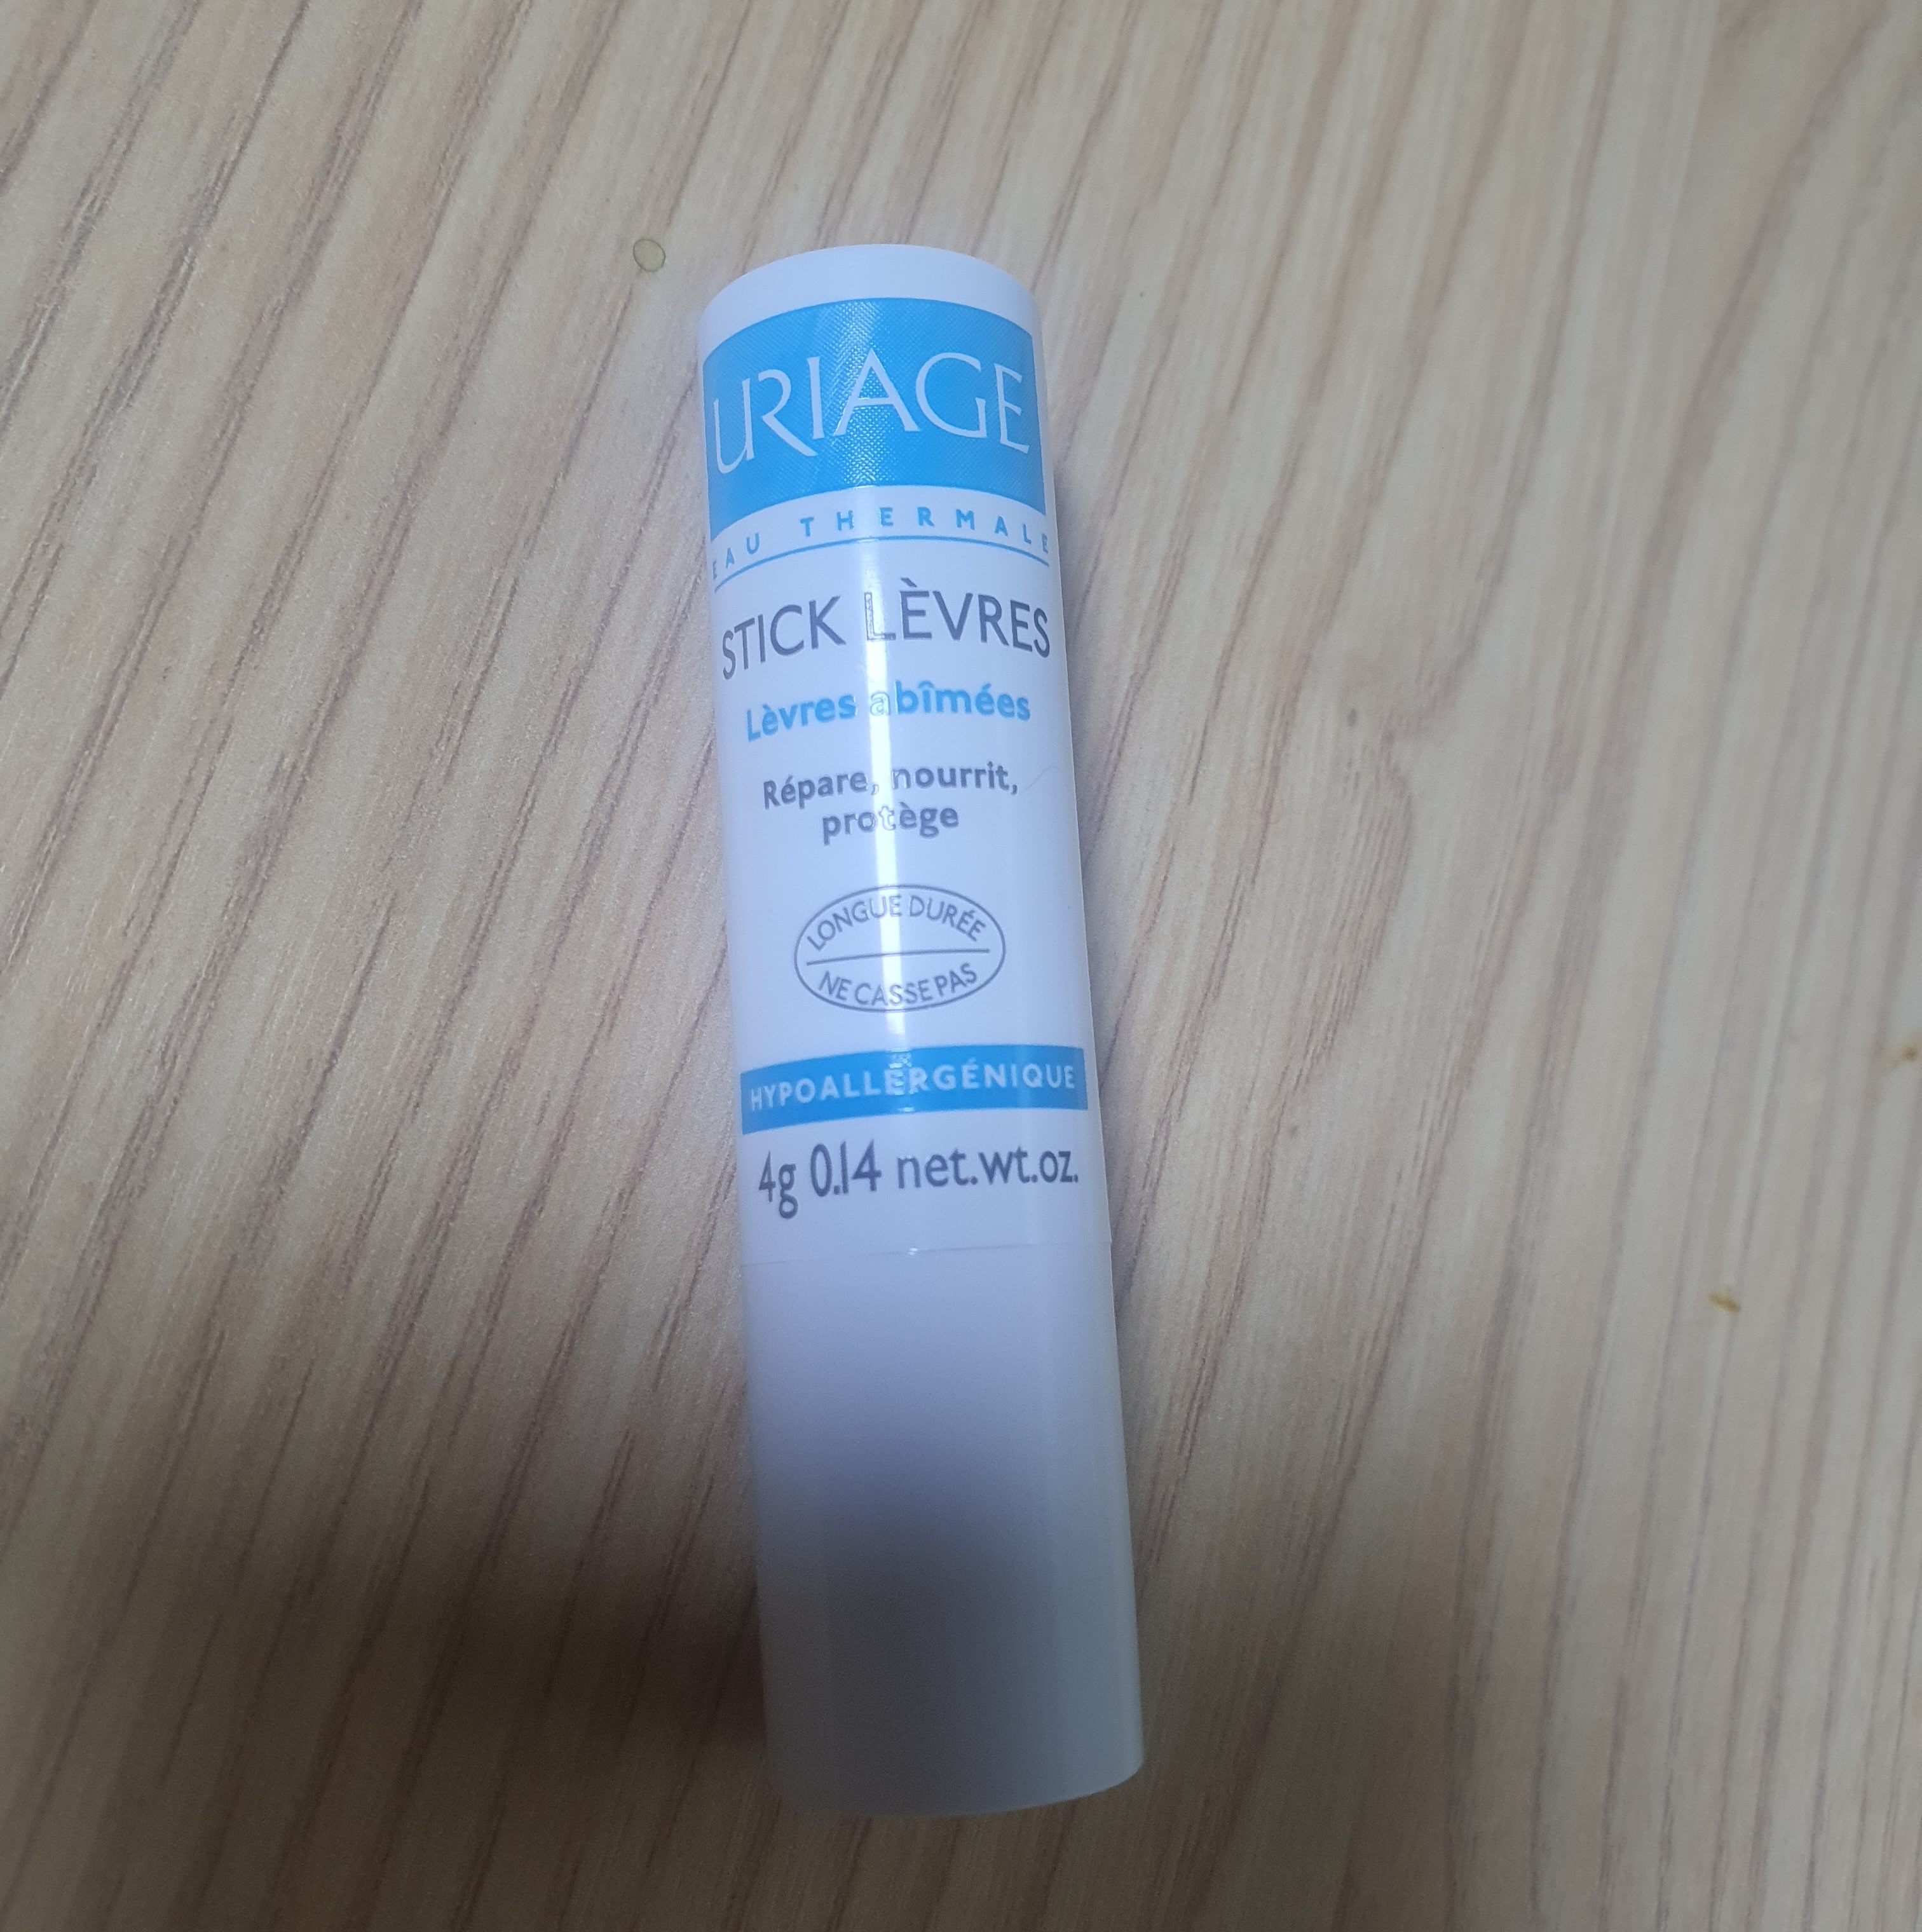 URIAGE
EAU THERMALE
STICK LÈVRES
Lèvres abîmées
Répare, nourrit,
protège
LONGUE DURÉE
NE CASSE PAS
HYPOALLERGÉNIQUE
4g 0.14 net.wt.oz.